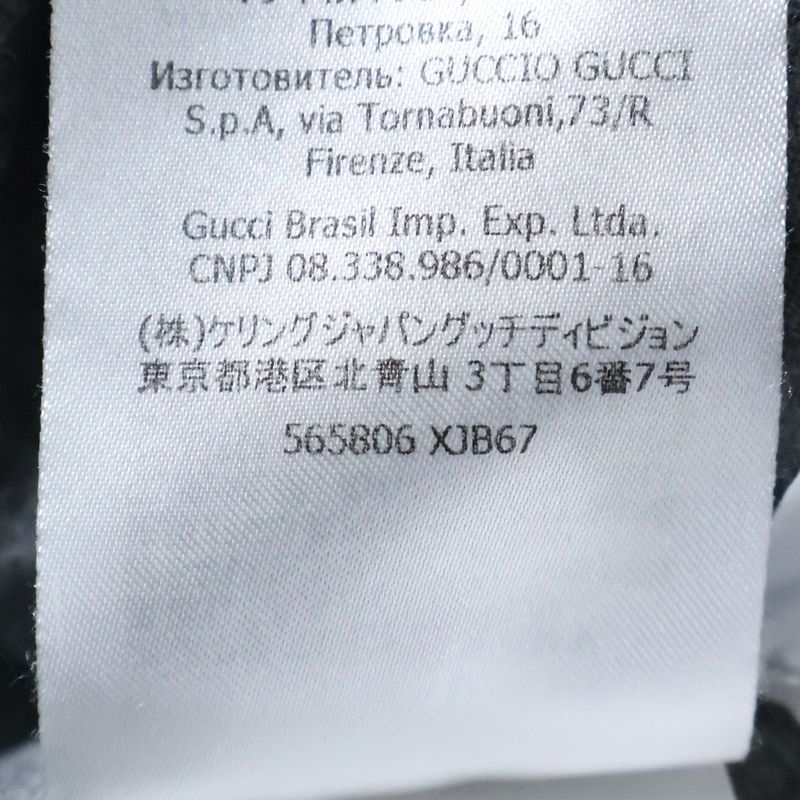 Петровка, 16
Изготовитель: GUCCIO GUCCI
S.p.A, via Tornabuoni,73/R
Firenze, Italia
Gucci Brasil Imp. Exp. Ltda.
CNPJ 08.338.986/0001-16
(株)ケリングジャパングッチディビジョン
東京都港区北青山 3丁目6番7号
565806 XJB67